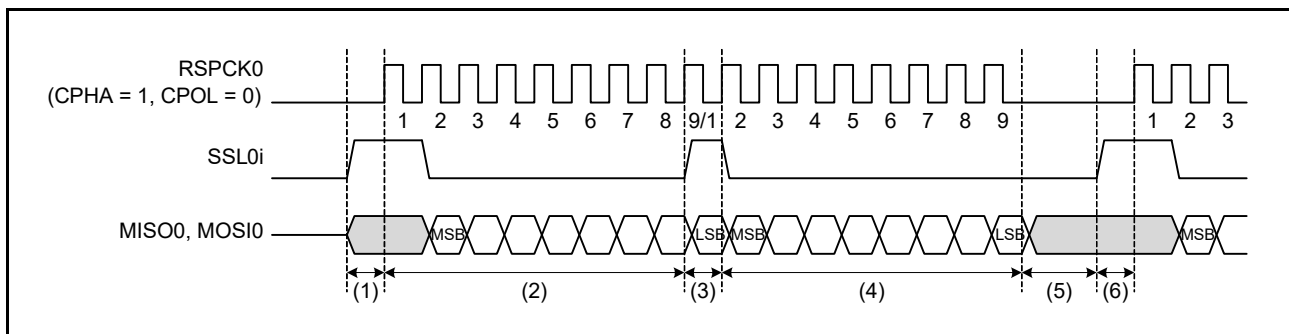 RSPCK0
(CPHA = 1, CPOL = 0)
1 2 3 4 5 6 7 8 9/1 2 3 4 5 6 7 8 9 1 2 3
SSL0i
MISO0, MOSI0 MSB LSB MSB LSB MSB
(1) (2) (3) (4) (5) (6)